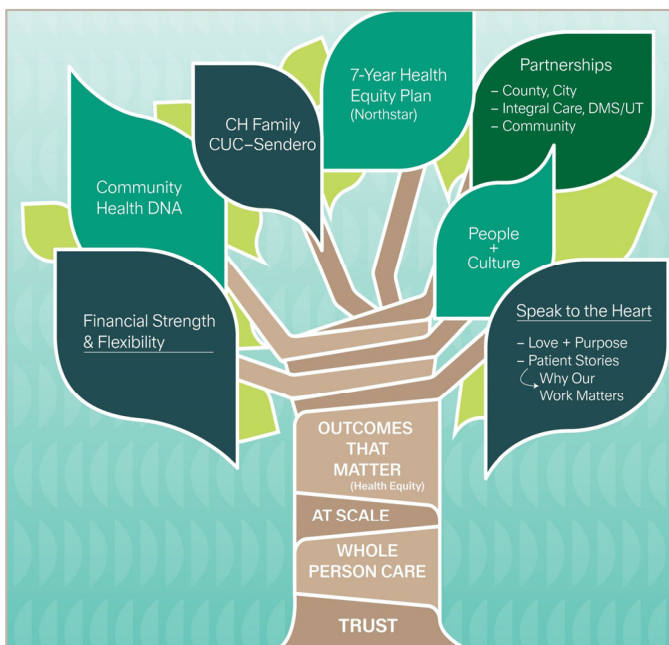 7-Year Health
Equity Plan
(Northstar)
Partnerships
– County, City
– Integral Care, DMS/UT
– Community
CH Family
CUC–Sendero
Community
Health DNA
People
+
Culture
Financial Strength
& Flexibility
Speak to the Heart
– Love + Purpose
– Patient Stories
Why Our
Work Matters
OUTCOMES
THAT
MATTER
(Health Equity)
AT SCALE
WHOLE
PERSON CARE
TRUST